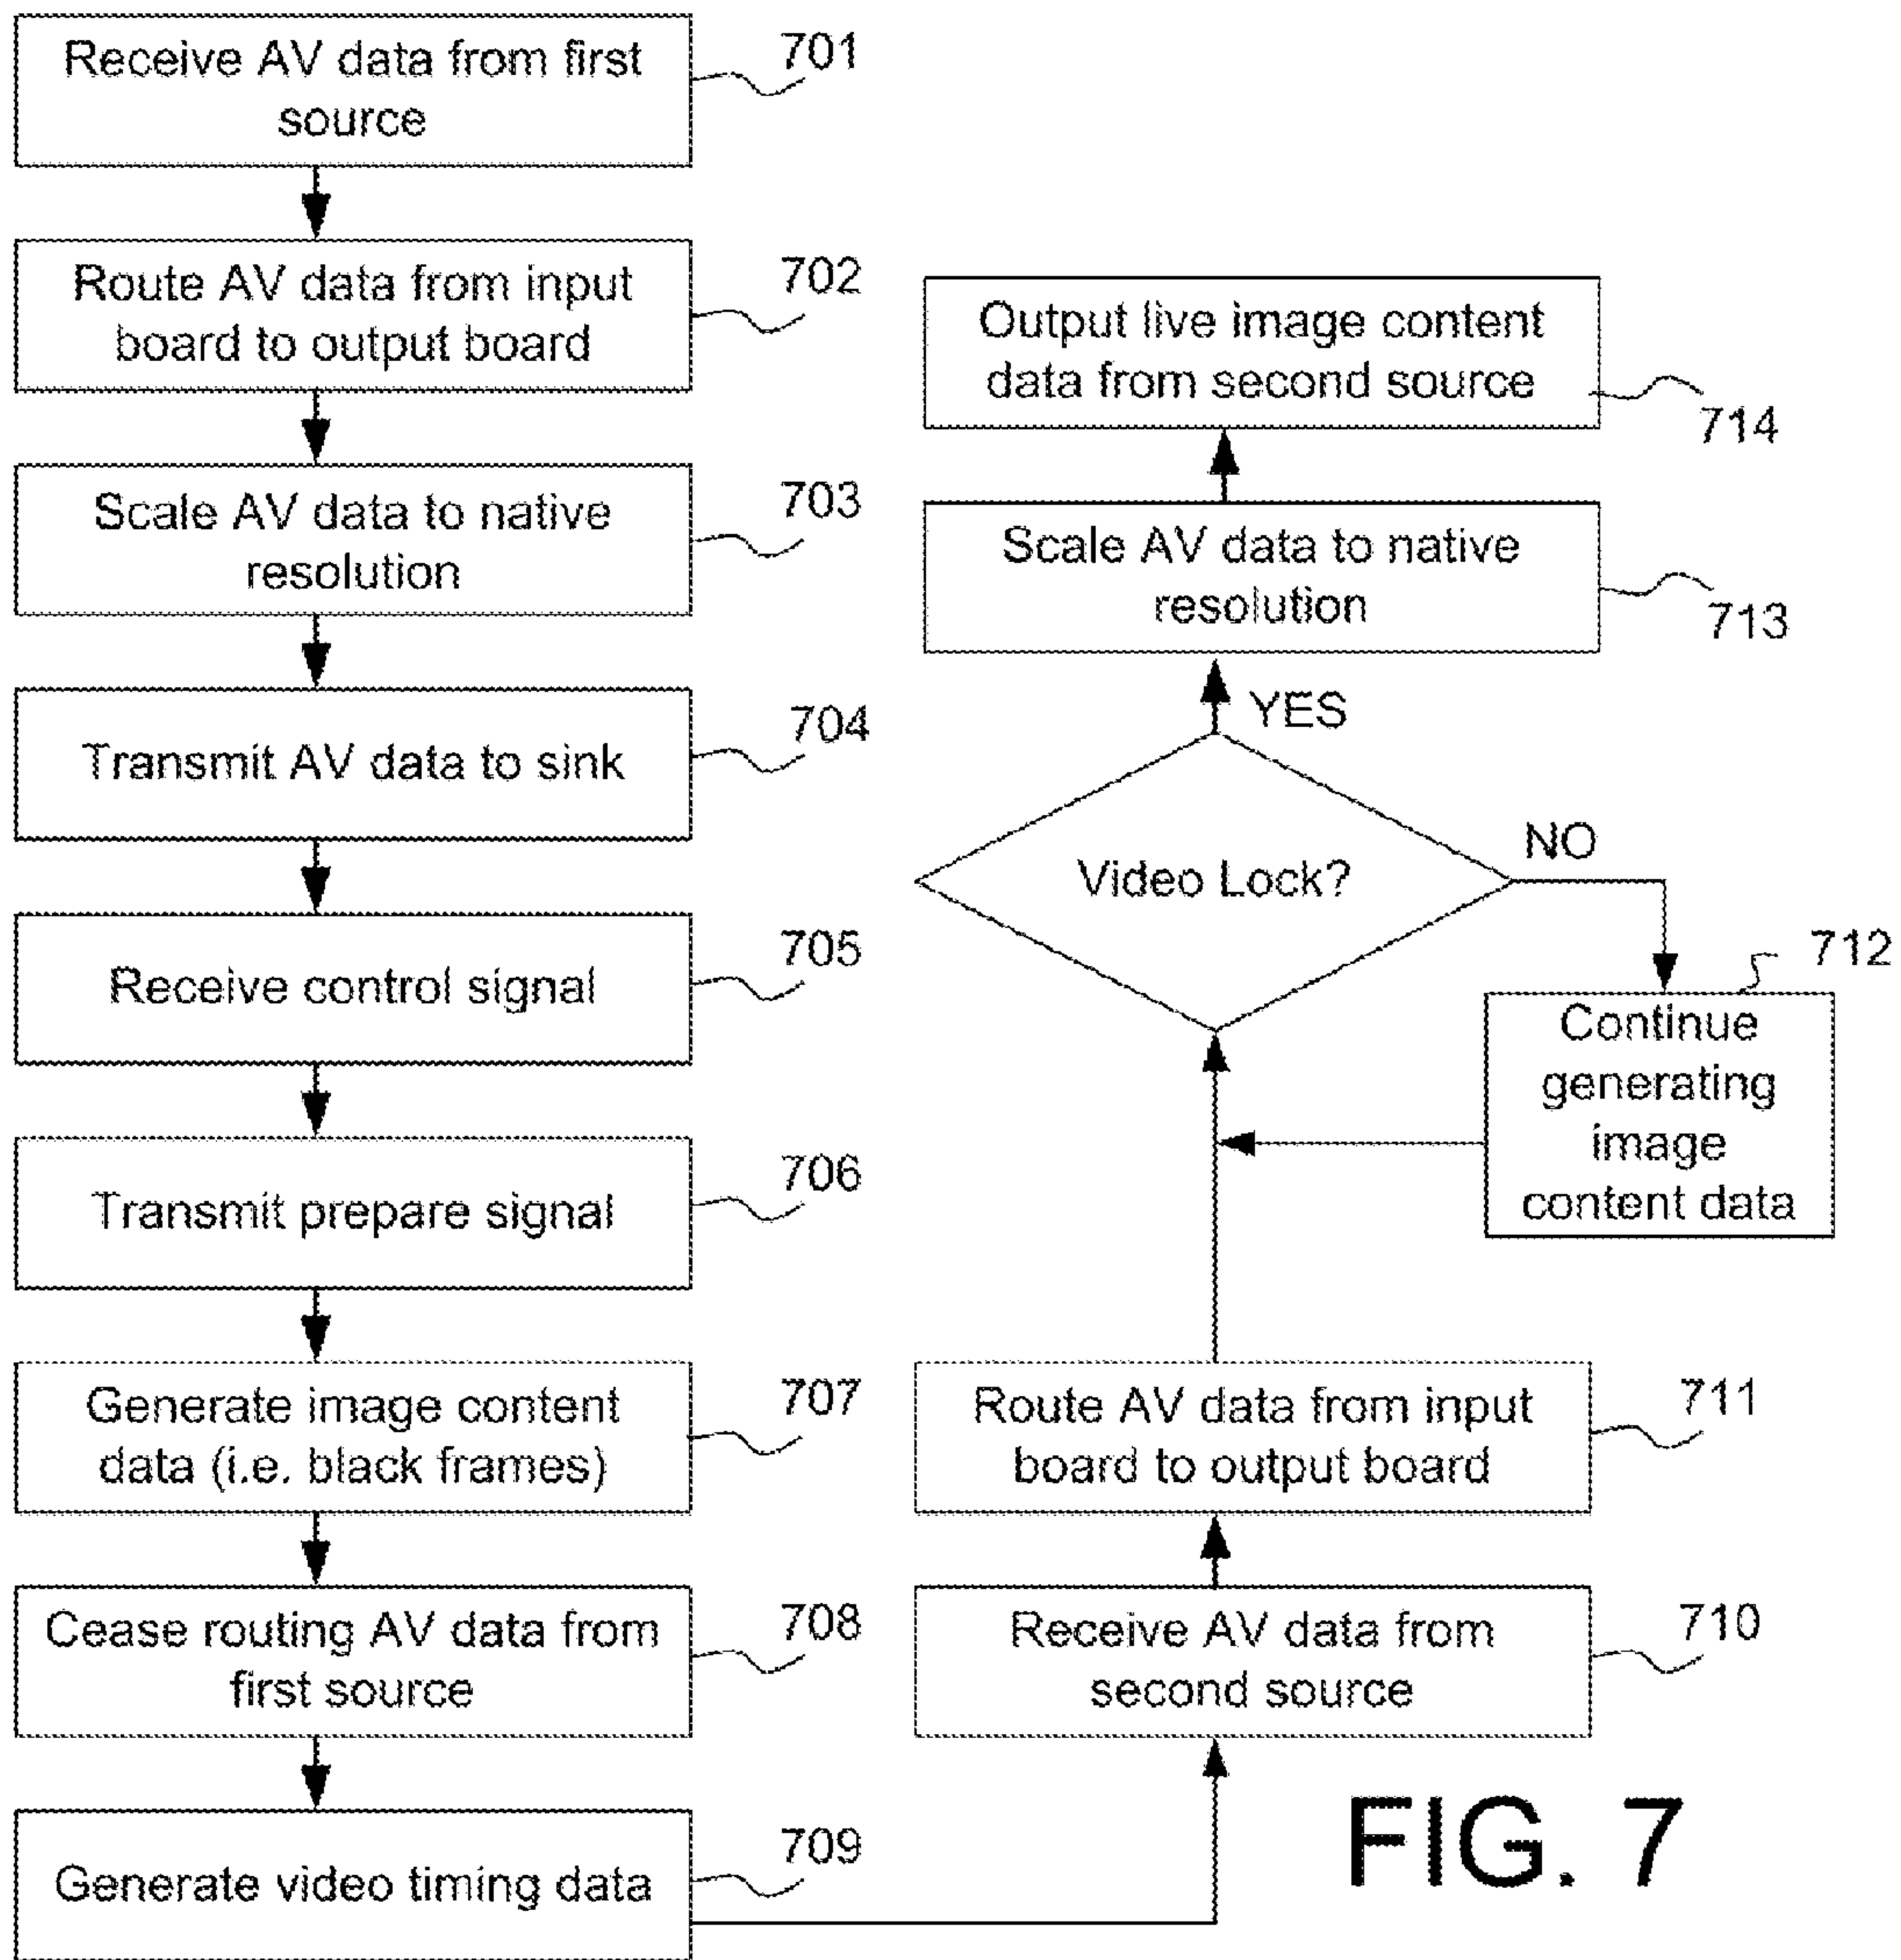 Receive AV data from first
source
701
Route AV data from input
board to output board
702
Scale AV data to native
resolution
703
Transmit AV data to sink
704
Receive control signal
705
Transmit prepare signal
706
Generate image content
data (i.e. black frames)
707
Cease routing AV data from
first source
708
Generate video timing data
709
Receive AV data from
second source
710
Route AV data from input
board to output board
711
Video Lock?
NO
712
Continue
generating
image
content data
YES
Scale AV data to native
resolution
713
Output live image content
data from second source
714
FIG. 7